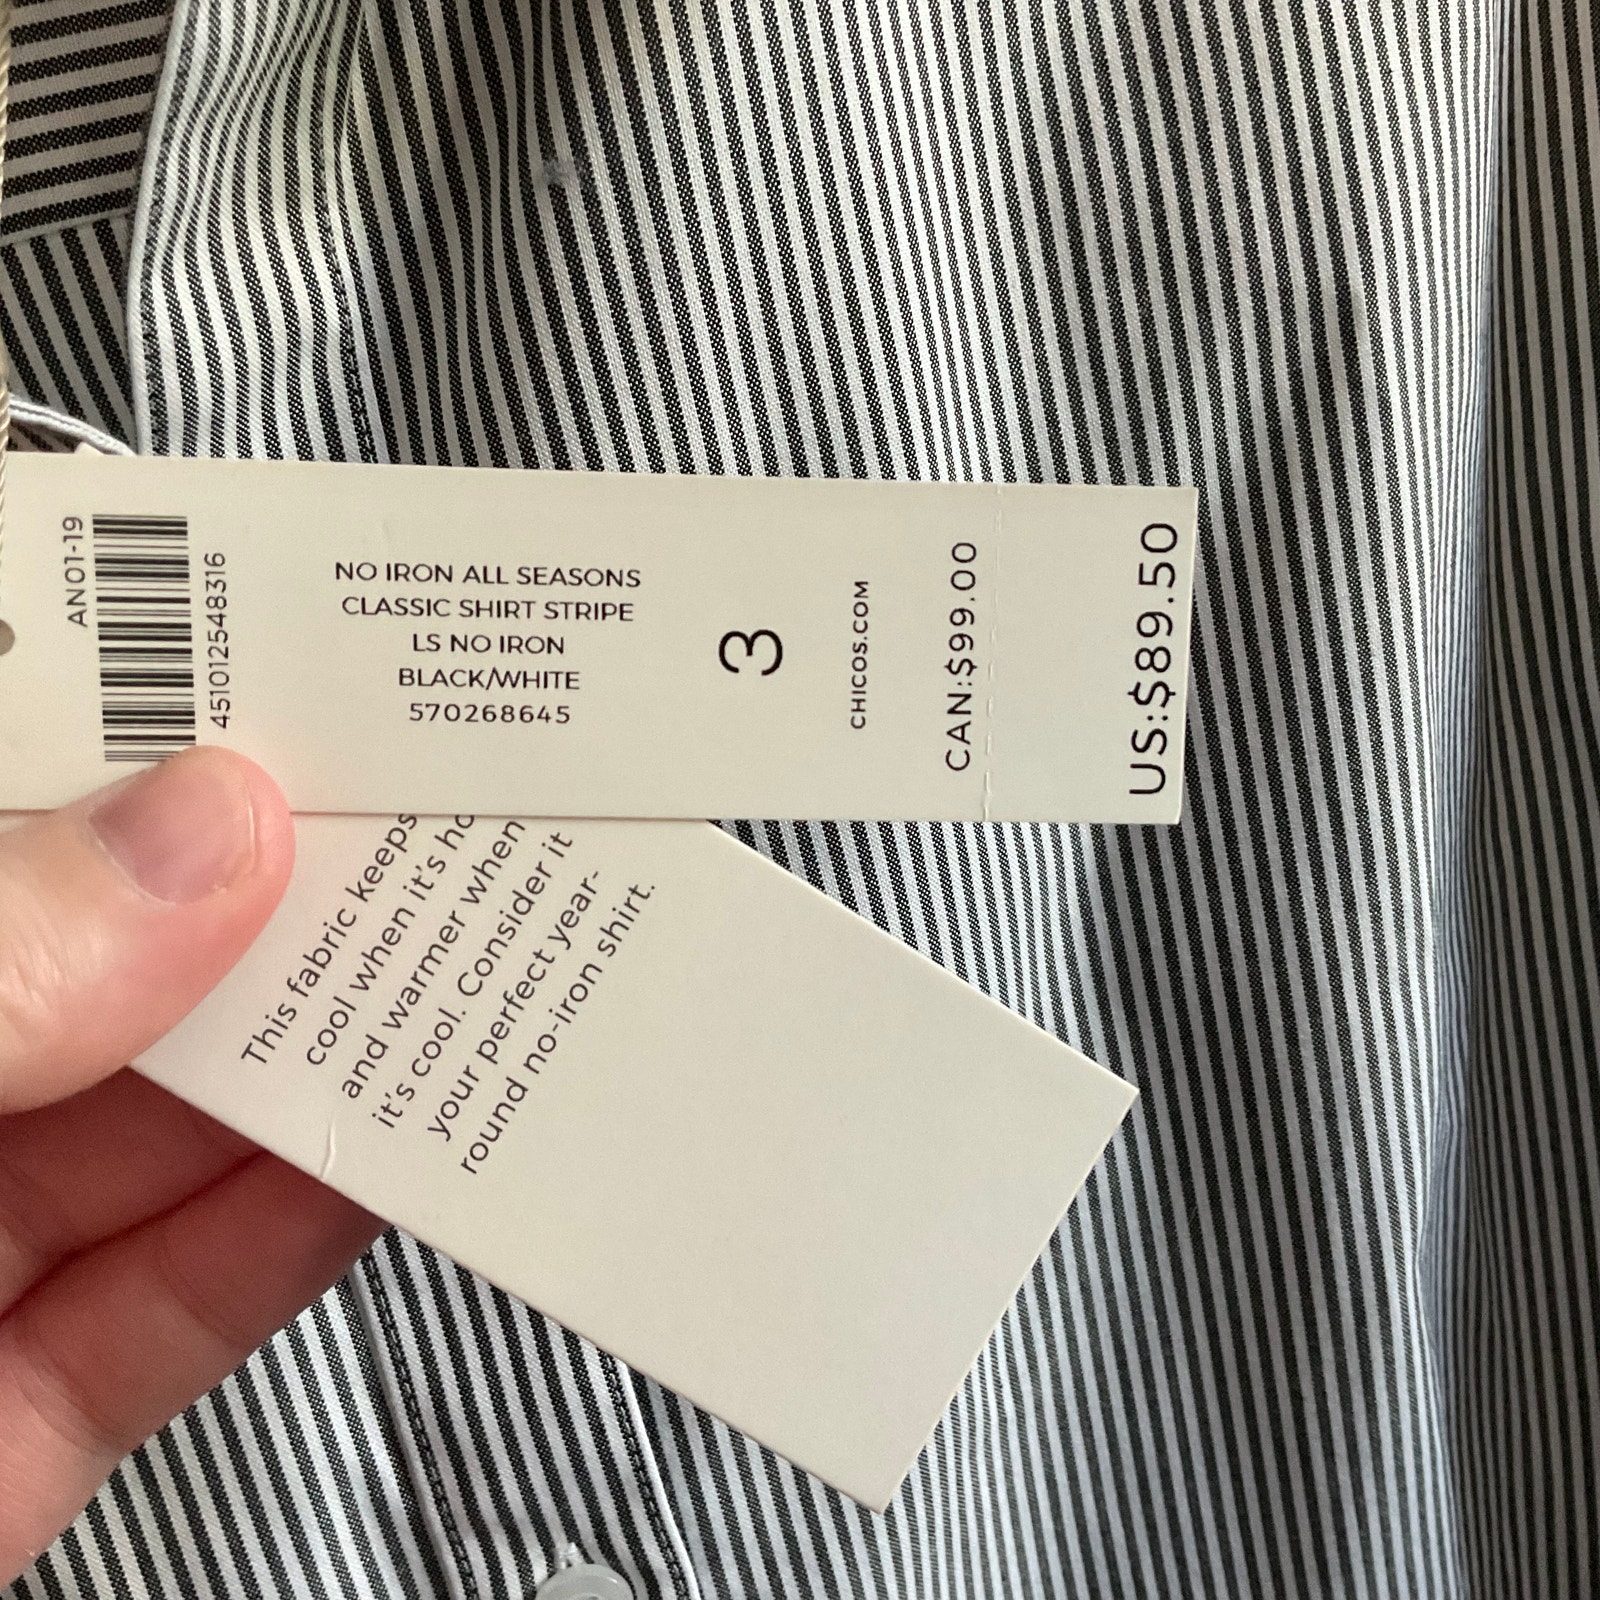 AN01-19
451012548316
NO IRON ALL SEASONS
CLASSIC SHIRT STRIPE
LS NO IRON
BLACK/WHITE
570268645
3
CHICOS.COM
CAN:$99.00
US:$89.50
This fabric keeps
cool when it's
and warmer when
it's cool. Consider it
your perfect year-
round no-iron shirt.